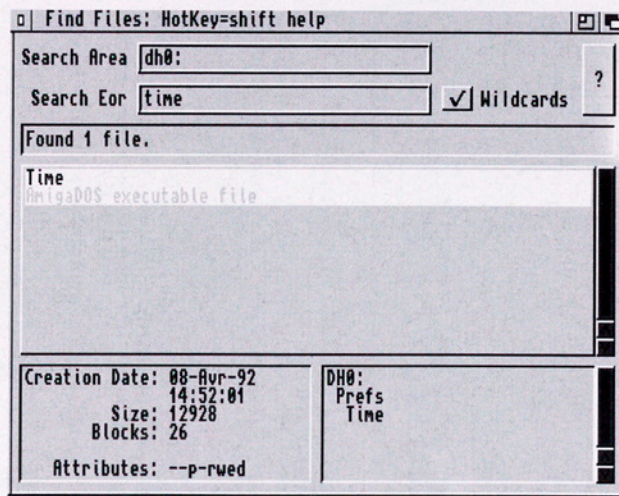 Find Files: HotKey=shift help
Search Area dh0:
?
Search Eor time
✓ Wildcards
Found 1 file.
Time
AmigaDOS executable file
Creation Date: 08-Avr-92
14:52:01
Size: 12928
Blocks: 26
Attributes: --p-rwed
DH0:
Prefs
Time